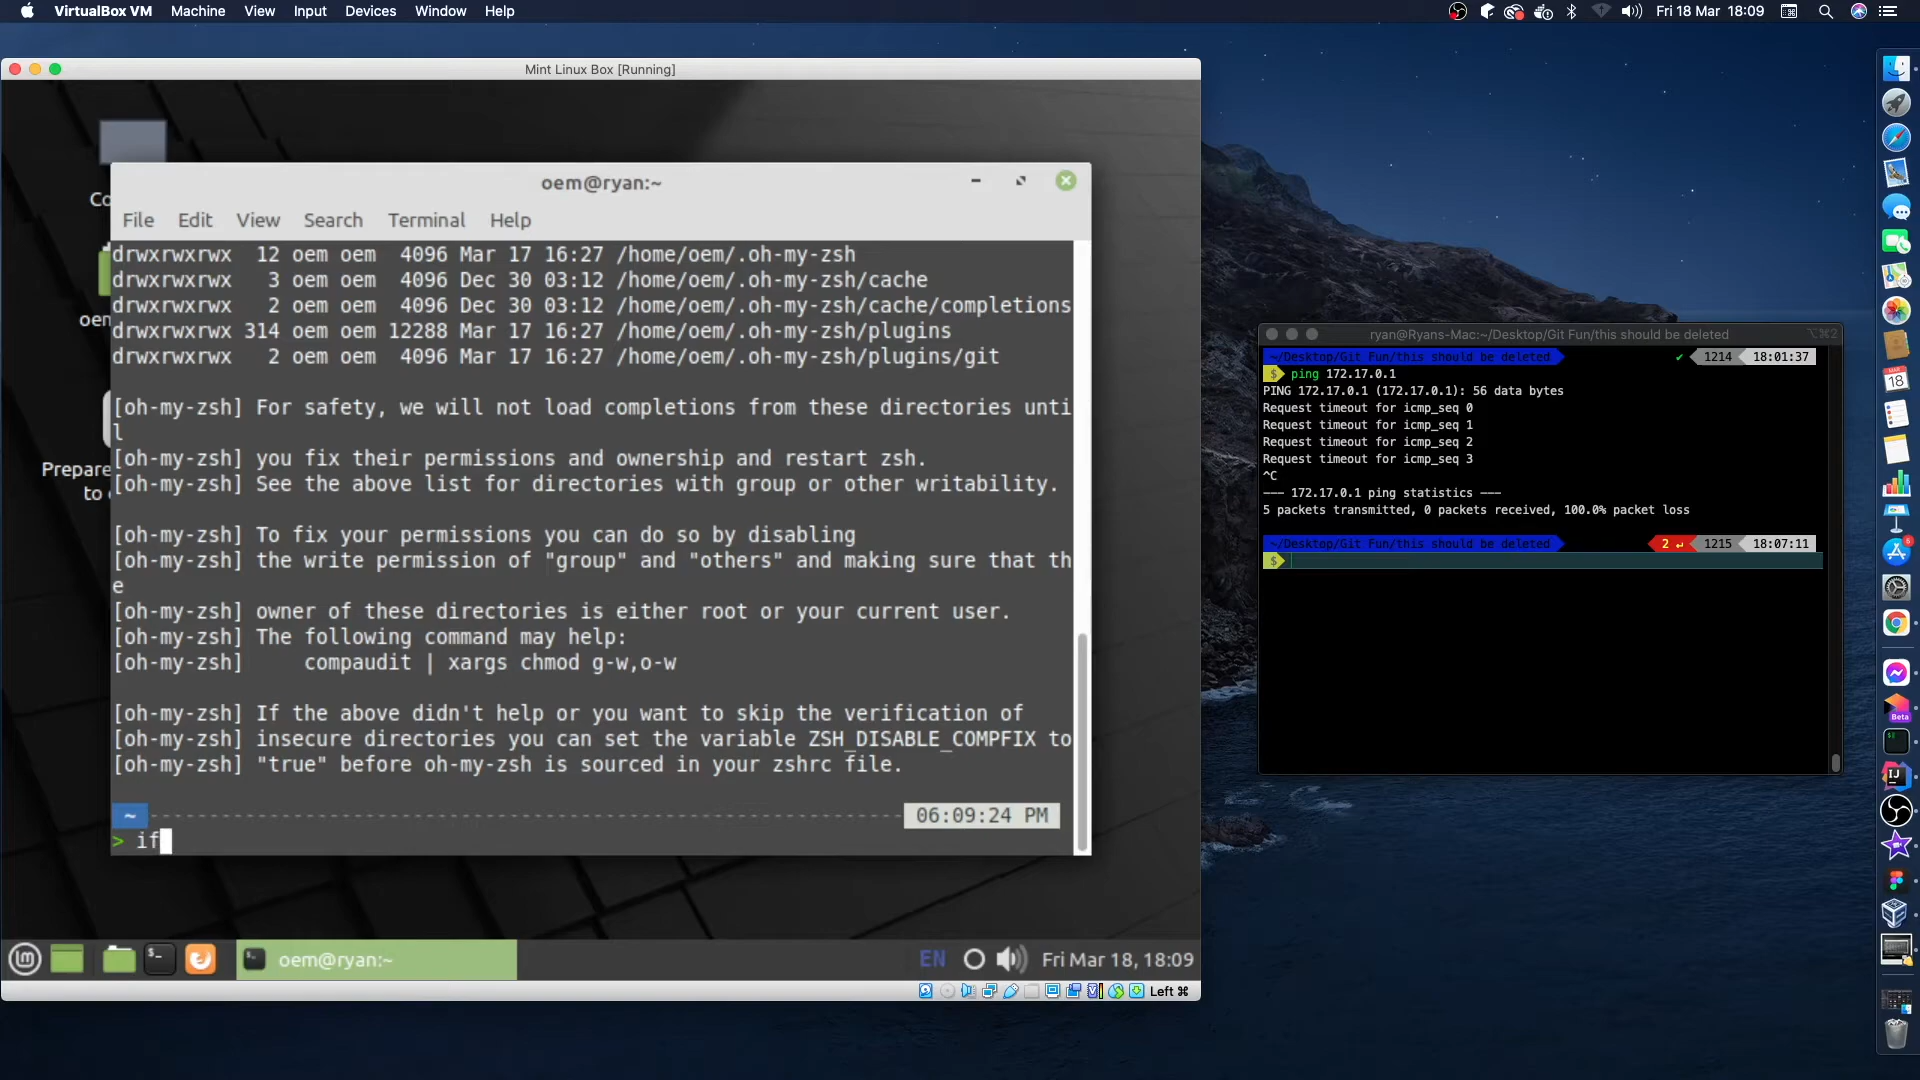 VirtualBox VM Machine View Input Devices Window Help
Fri 18 Mar 18:09
Mint Linux Box [Running]
oem@ryan:~
File Edit View Search Terminal Help
drwxrwxrwx 12 oem oem 4096 Mar 17 16:27 /home/oem/.oh-my-zsh
drwxrwxrwx 3 oem oem 4096 Dec 30 03:12 /home/oem/.oh-my-zsh/cache
drwxrwxrwx 2 oem oem 4096 Dec 30 03:12 /home/oem/.oh-my-zsh/cache/completions
drwxrwxrwx 314 oem oem 12288 Mar 17 16:27 /home/oem/.oh-my-zsh/plugins
drwxrwxrwx 2 oem oem 4096 Mar 17 16:27 /home/oem/.oh-my-zsh/plugins/git
[oh-my-zsh] For safety, we will not load completions from these directories unti
l
[oh-my-zsh] you fix their permissions and ownership and restart zsh.
[oh-my-zsh] See the above list for directories with group or other writability.
[oh-my-zsh] To fix your permissions you can do so by disabling
[oh-my-zsh] the write permission of "group" and "others" and making sure that th
e
[oh-my-zsh] owner of these directories is either root or your current user.
[oh-my-zsh] The following command may help:
[oh-my-zsh] compaudit | xargs chmod g-w,o-w
[oh-my-zsh] If the above didn't help or you want to skip the verification of
[oh-my-zsh] insecure directories you can set the variable ZSH_DISABLE_COMPFIX to
[oh-my-zsh] "true" before oh-my-zsh is sourced in your zshrc file.
~ 06:09:24 PM
> if
Co
oem
Prepare
to
oem@ryan:~
EN
Fri Mar 18, 18:09
Left ⌘
ryan@Ryans-Mac:~/Desktop/Git Fun/this should be deleted ⌥⌘2
~/Desktop/Git Fun/this should be deleted ✔ 1214 18:01:37
$ ping 172.17.0.1
PING 172.17.0.1 (172.17.0.1): 56 data bytes
Request timeout for icmp_seq 0
Request timeout for icmp_seq 1
Request timeout for icmp_seq 2
Request timeout for icmp_seq 3
^C
--- 172.17.0.1 ping statistics ---
5 packets transmitted, 0 packets received, 100.0% packet loss
~/Desktop/Git Fun/this should be deleted 2 ↵ 1215 18:07:11
$
18
6
Beta
IJ